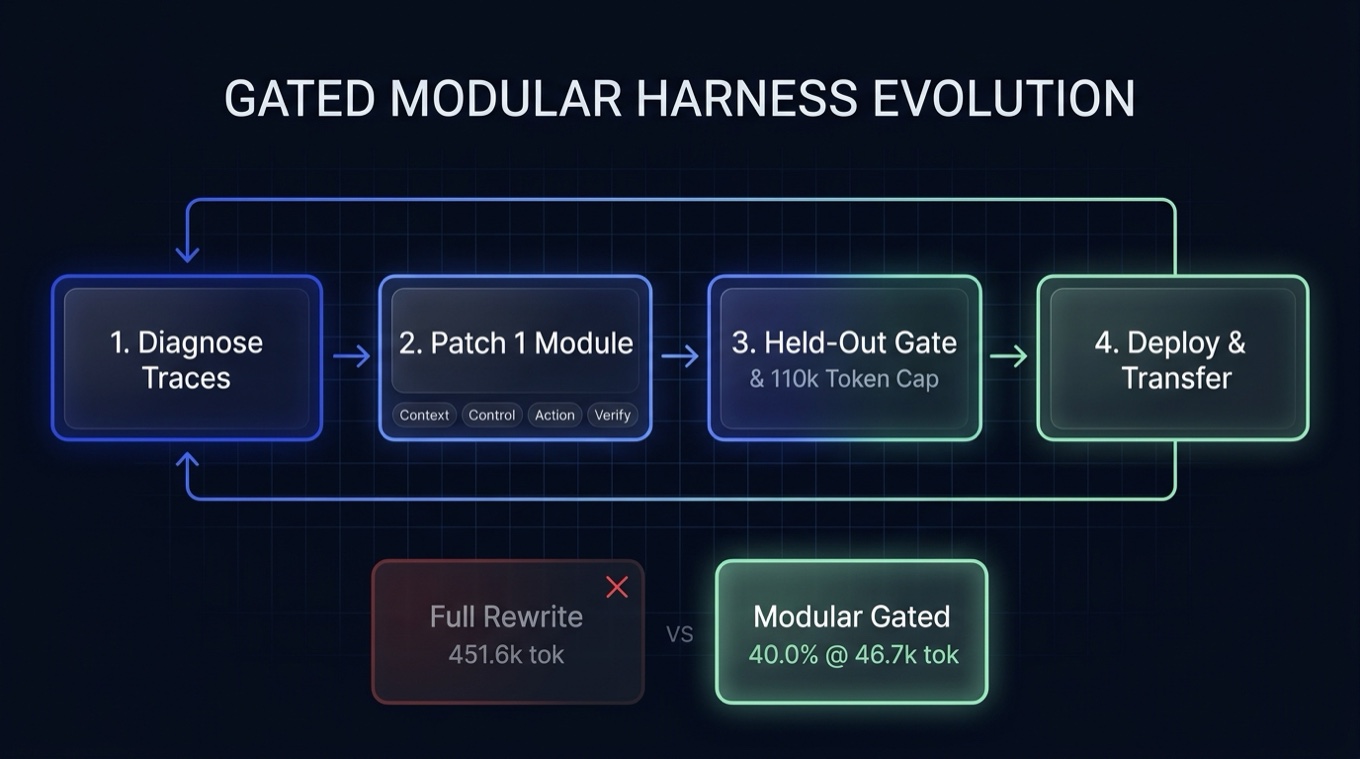 GATED MODULAR HARNESS EVOLUTION
1. Diagnose
Traces
2. Patch 1 Module
Context
Control
Action
Verify
3. Held-Out Gate
& 110k Token Cap
4. Deploy &
Transfer
Full Rewrite
451.6k tok
VS
Modular Gated
40.0% @ 46.7k tok